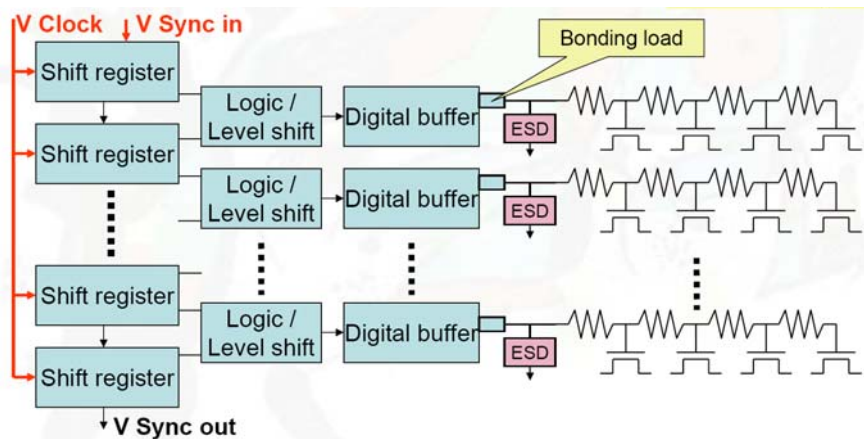 V Clock
V Sync in
Bonding load
Shift register
Logic /
Level shift
Digital buffer
ESD
Shift register
Logic /
Level shift
Digital buffer
ESD
Shift register
Logic /
Level shift
Digital buffer
ESD
Shift register
V Sync out